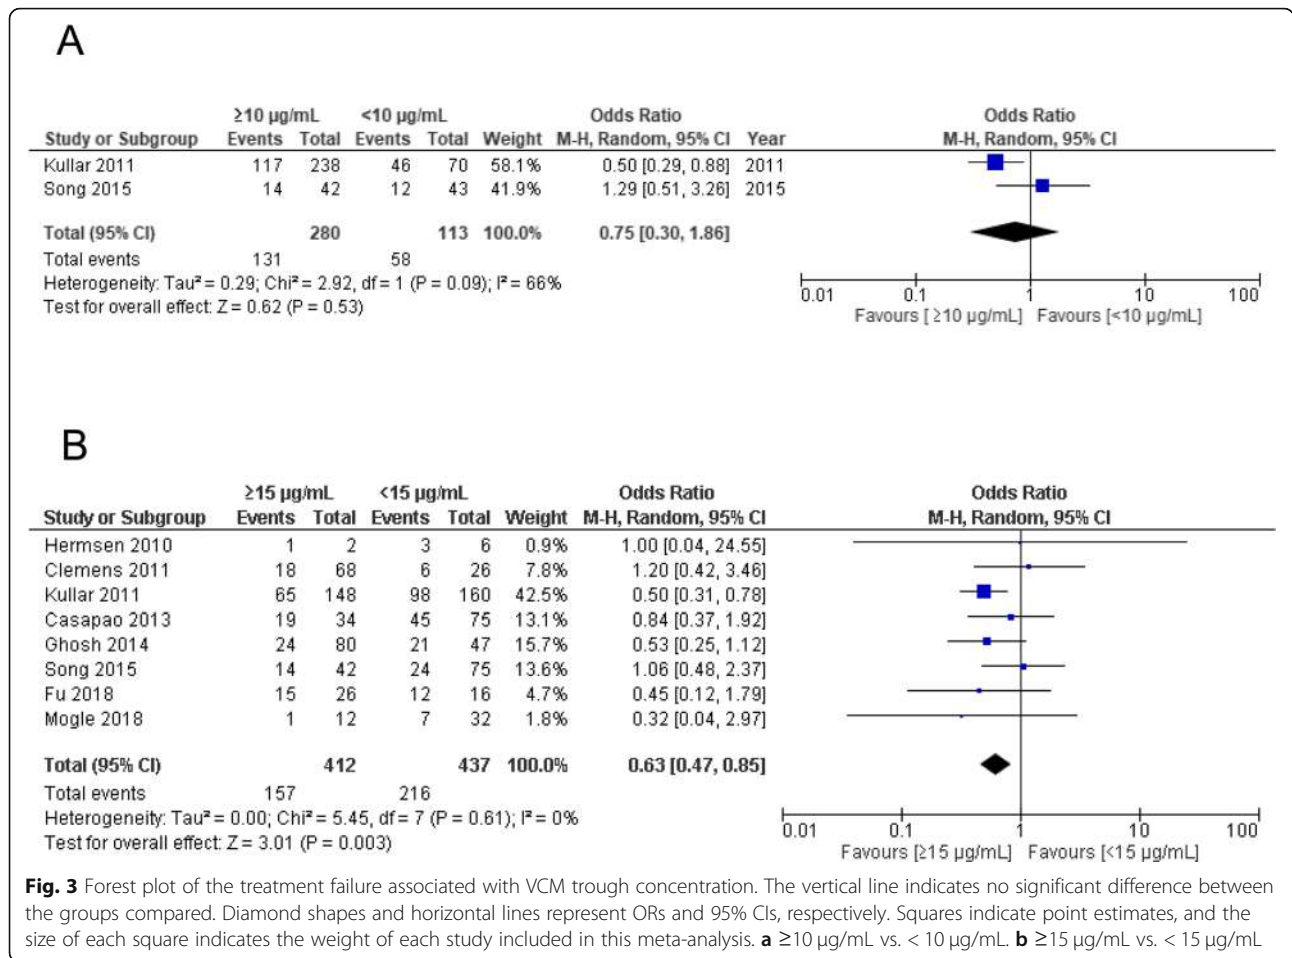 A
≥10 µg/mL <10 µg/mL Odds Ratio Odds Ratio
Study or Subgroup Events Total Events Total Weight M-H, Random, 95% CI Year M-H, Random, 95% CI
Kullar 2011 117 238 46 70 58.1% 0.50 [0.29, 0.88] 2011
Song 2015 14 42 12 43 41.9% 1.29 [0.51, 3.26] 2015
Total (95% CI) 280 113 100.0% 0.75 [0.30, 1.86]
Total events 131 58
Heterogeneity: Tau² = 0.29; Chi² = 2.92, df = 1 (P = 0.09); I² = 66%
Test for overall effect: Z = 0.62 (P = 0.53)
0.01 0.1 1 10 100
Favours [ ≥10 µg/mL] Favours [<10 µg/mL]
B
≥15 µg/mL <15 µg/mL Odds Ratio Odds Ratio
Study or Subgroup Events Total Events Total Weight M-H, Random, 95% CI M-H, Random, 95% CI
Hermsen 2010 1 2 3 6 0.9% 1.00 [0.04, 24.55]
Clemens 2011 18 68 6 26 7.8% 1.20 [0.42, 3.46]
Kullar 2011 65 148 98 160 42.5% 0.50 [0.31, 0.78]
Casapao 2013 19 34 45 75 13.1% 0.84 [0.37, 1.92]
Ghosh 2014 24 80 21 47 15.7% 0.53 [0.25, 1.12]
Song 2015 14 42 24 75 13.6% 1.06 [0.48, 2.37]
Fu 2018 15 26 12 16 4.7% 0.45 [0.12, 1.79]
Mogle 2018 1 12 7 32 1.8% 0.32 [0.04, 2.97]
Total (95% CI) 412 437 100.0% 0.63 [0.47, 0.85]
Total events 157 216
Heterogeneity: Tau² = 0.00; Chi² = 5.45, df = 7 (P = 0.61); I² = 0%
Test for overall effect: Z = 3.01 (P = 0.003)
0.01 0.1 1 10 100
Favours [≥15 µg/mL] Favours [<15 µg/mL]
Fig. 3 Forest plot of the treatment failure associated with VCM trough concentration. The vertical line indicates no significant difference between
the groups compared. Diamond shapes and horizontal lines represent ORs and 95% CIs, respectively. Squares indicate point estimates, and the
size of each square indicates the weight of each study included in this meta-analysis. a ≥10 µg/mL vs. < 10 µg/mL. b ≥15 µg/mL vs. < 15 µg/mL